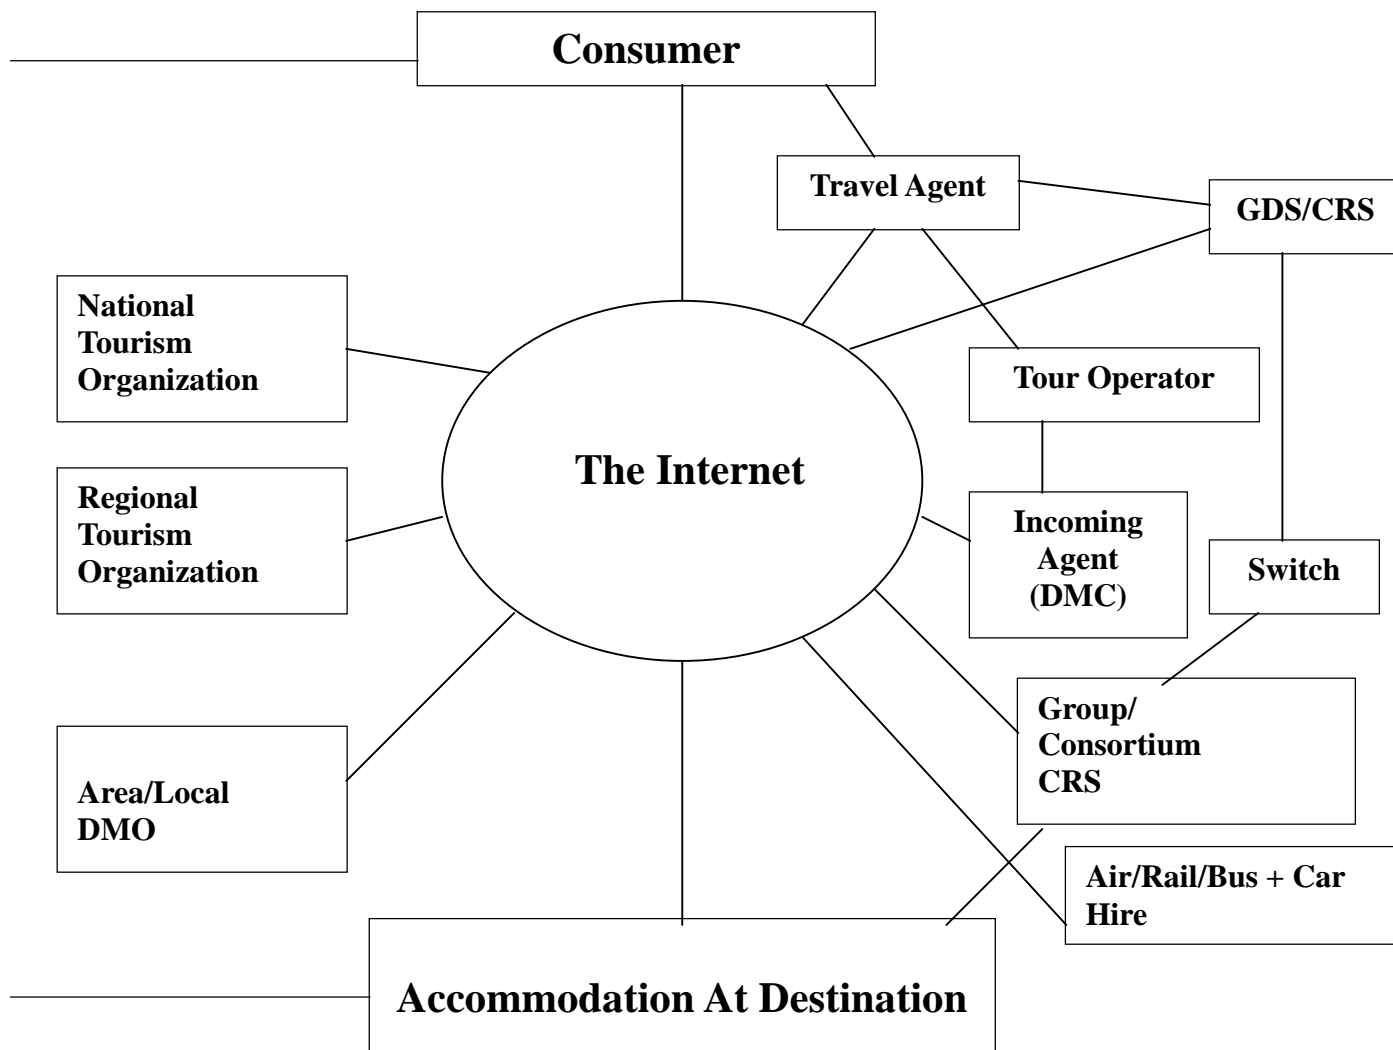 Consumer
Travel Agent
GDS/CRS
National
Tourism
Organization
Tour Operator
The Internet
Regional
Tourism
Organization
Incoming
Agent
(DMC)
Switch
Group/
Consortium
CRS
Area/Local
DMO
Air/Rail/Bus + Car
Hire
Accommodation At Destination